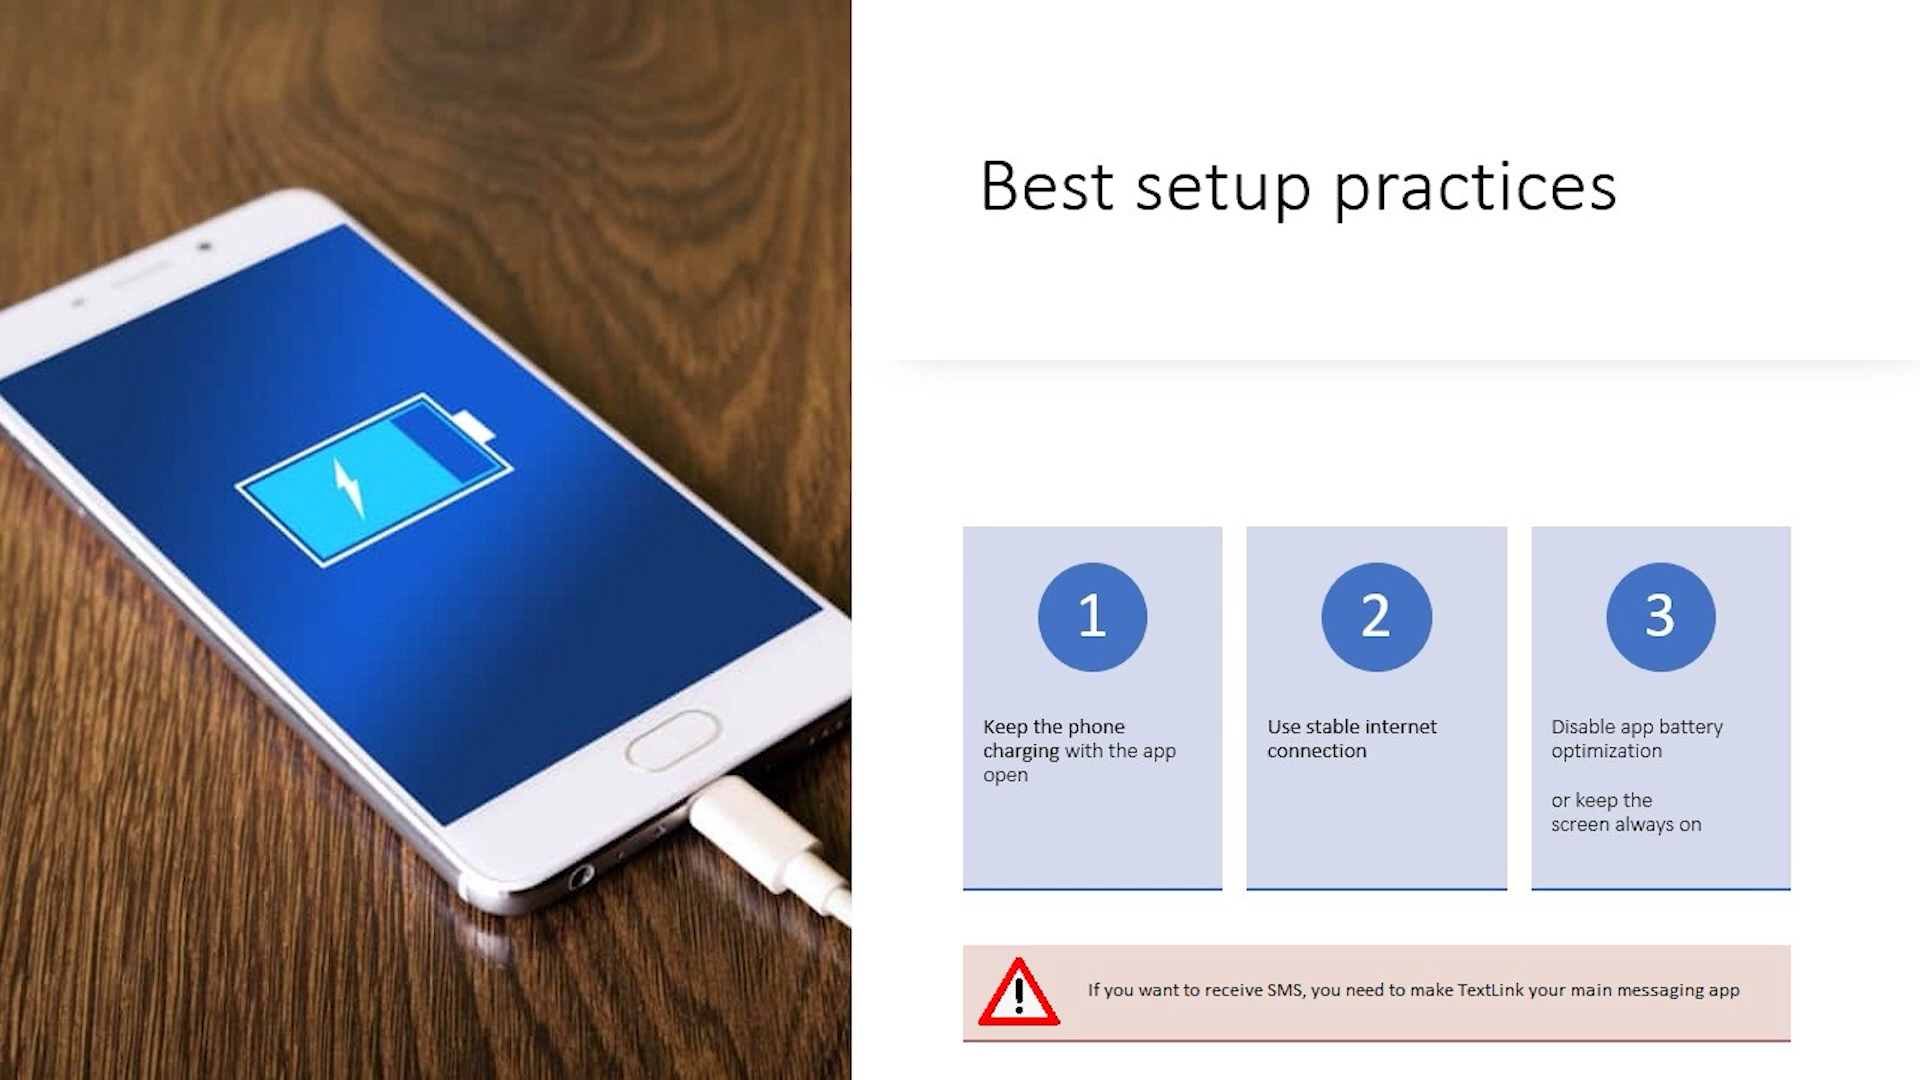 Best setup practices
1
Keep the phone
charging with the app
open
2
Use stable internet
connection
3
Disable app battery
optimization
or keep the
screen always on
!
If you want to receive SMS, you need to make TextLink your main messaging app